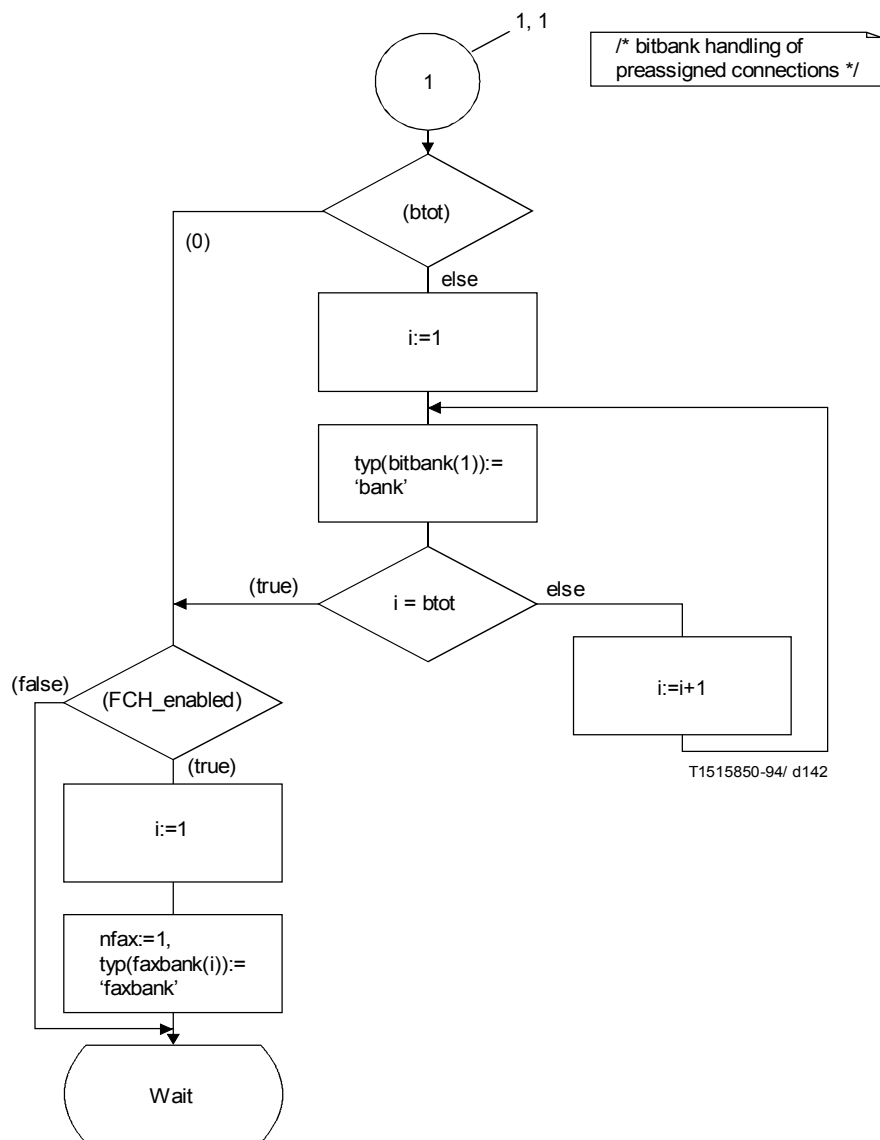 1, 1
/* bitbank handling of
preassigned connections */
1
(btot)
(0)
else
i:=1
typ(bitbank(1)):=
‘bank’
(true)
i = btot
else
(false)
(FCH_enabled)
i:=i+1
(true)
T1515850-94/ d142
i:=1
nfax:=1,
typ(faxbank(i)):=
‘faxbank’
Wait